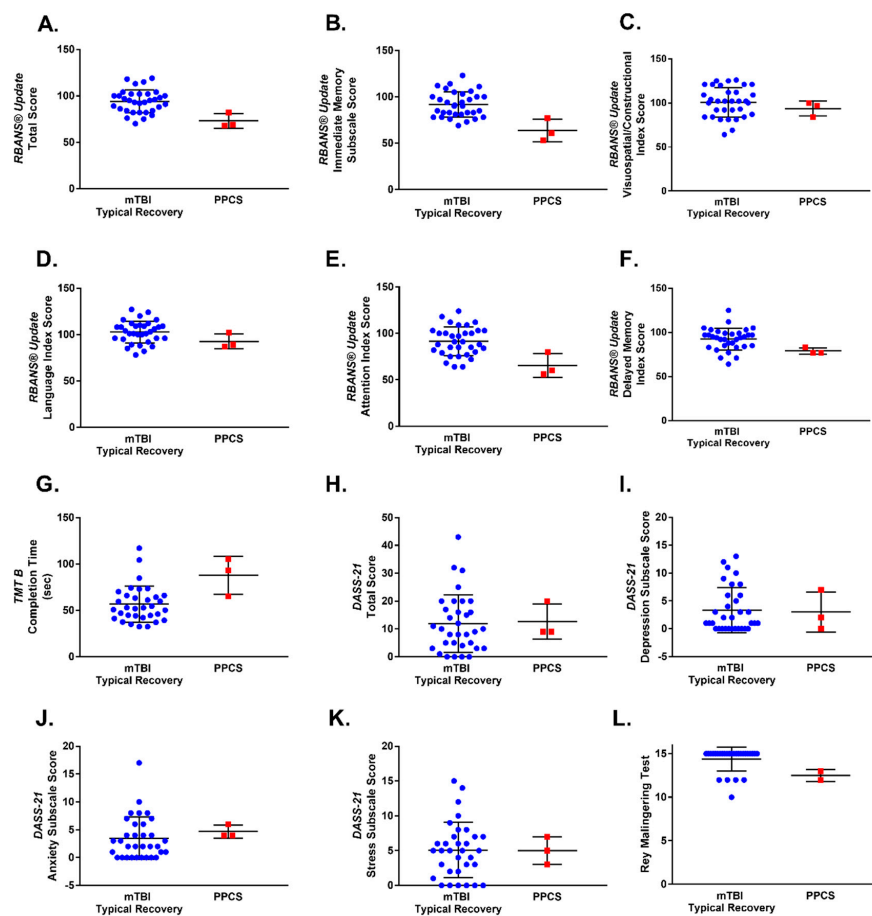 A.
RBANS® Update
Total Score
150
100
50
0
mTBI
Typical Recovery
PPCS
B.
RBANS® Update
Immediate Memory
Subscale Score
150
100
50
0
mTBI
Typical Recovery
PPCS
C.
RBANS® Update
Visuospatial/Constructional
Index Score
150
100
50
0
mTBI
Typical Recovery
PPCS
D.
RBANS® Update
Language Index Score
150
100
50
0
mTBI
Typical Recovery
PPCS
E.
RBANS® Update
Attention Index Score
150
100
50
0
mTBI
Typical Recovery
PPCS
F.
RBANS® Update
Delayed Memory
Index Score
150
100
50
0
mTBI
Typical Recovery
PPCS
G.
TMT B
Completion Time
(sec)
150
100
50
0
mTBI
Typical Recovery
PPCS
H.
DASS-21
Total Score
50
40
30
20
10
0
mTBI
Typical Recovery
PPCS
I.
DASS-21
Depression Subscale Score
20
15
10
5
0
-5
mTBI
Typical Recovery
PPCS
J.
DASS-21
Anxiety Subscale Score
20
15
10
5
0
-5
mTBI
Typical Recovery
PPCS
K.
DASS-21
Stress Subscale Score
20
15
10
5
0
mTBI
Typical Recovery
PPCS
L.
Rey Malingering Test
15
10
5
0
mTBI
Typical Recovery
PPCS